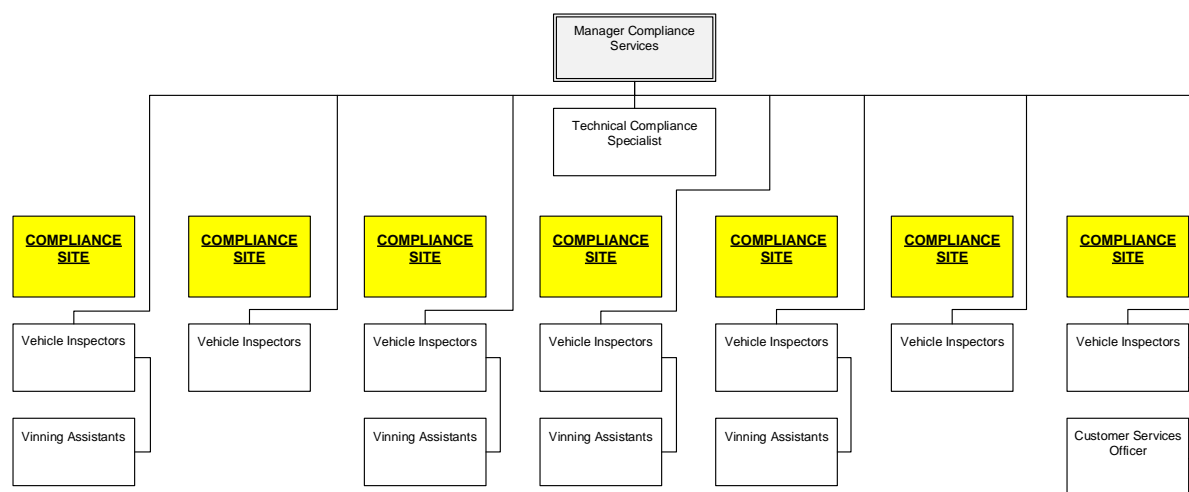 Manager Compliance
Services
Technical Compliance
Specialist
COMPLIANCE
SITE
COMPLIANCE
SITE
COMPLIANCE
SITE
COMPLIANCE
SITE
COMPLIANCE
SITE
COMPLIANCE
SITE
COMPLIANCE
SITE
Vehicle Inspectors
Vehicle Inspectors
Vehicle Inspectors
Vehicle Inspectors
Vehicle Inspectors
Vehicle Inspectors
Vehicle Inspectors
Vinning Assistants
Vinning Assistants
Vinning Assistants
Vinning Assistants
Customer Services
Officer